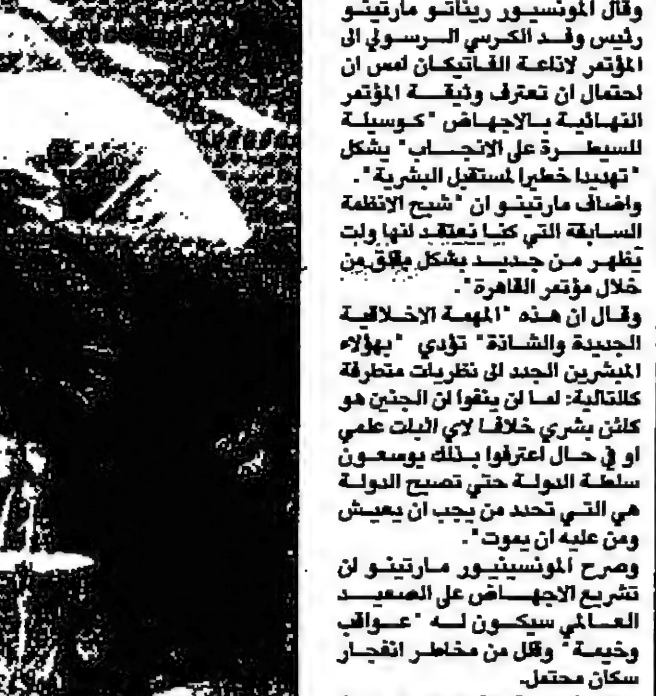 وقال المونسيور ريناتو مارتينو
رئيس وفد الكرسي الرسولي الى
المؤتمر لاذاعة الفاتيكان امس ان
احتمال ان تعترف وثيقة المؤتمر
النهائية بالاجهاض "كوسيلة
للسيطرة على الانجاب" يشكل
"تهديدا خطيرا لمستقبل البشرية".
واضاف مارتينو ان "شبح الانظمة
السابقة التي كنا نعتقد انها ولت
يظهر من جديد بشكل مقلق من
خلال مؤتمر القاهرة".
وقال ان هذه "المهمة الاخلاقية
الجديدة والشاذة" تؤدي "بهؤلاء
المبشرين الجدد الى نظريات متطرفة
كالتالية: اما ان ينفوا ان الجنين هو
كائن بشري خلافا لاي اثبات علمي
او في حال اعترفوا بذلك يوسعون
سلطة الدولة حتى تصبح الدولة
هي التي تحدد من يجب ان يعيش
ومن عليه ان يموت".
وصرح المونسينيور مارتينو ان
تشريع الاجهاض على الصعيد
العالمي سيكون له "عواقب
وخيمة" وقلل من مخاطر انفجار
سكان محتمل.